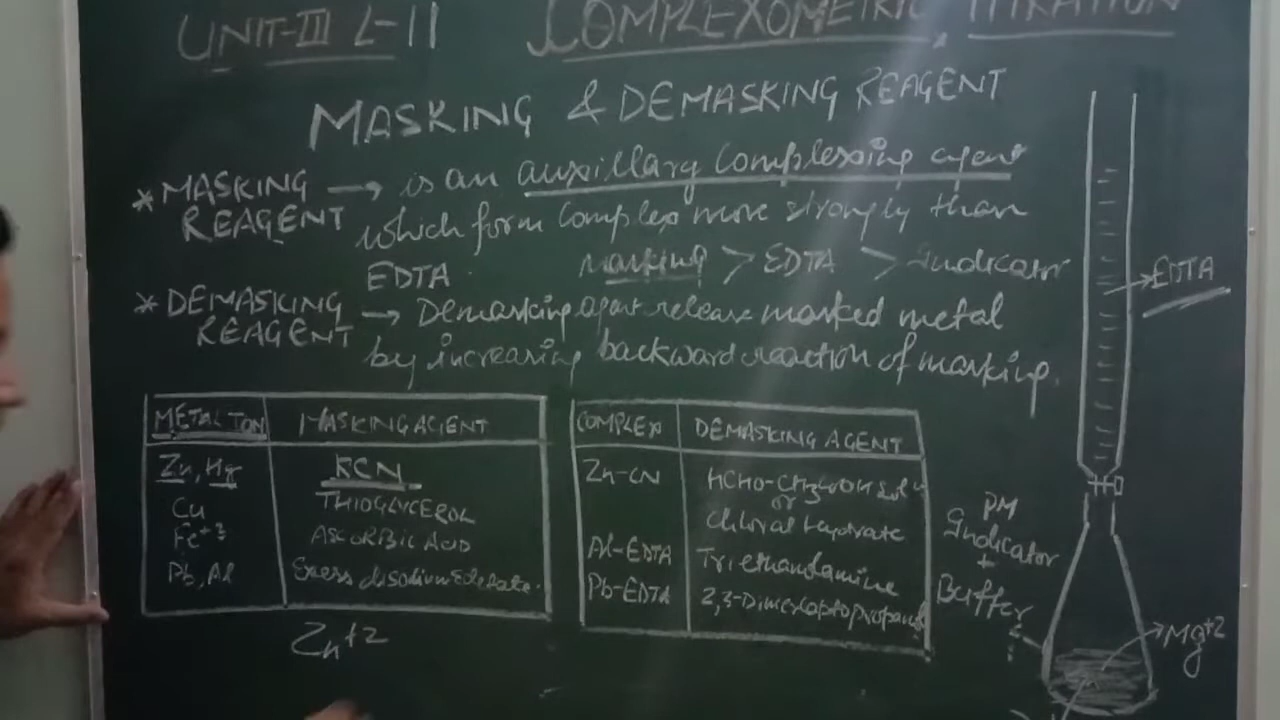 UNIT-III L-11
COMPLEXOMETRIC TITRATION
MASKING & DEMASKING REAGENT
* MASKING REAGENT → is an auxillary Complexing agent
which form Complex more strongly than
EDTA. masking > EDTA > Indicator
* DEMASKING REAGENT → Demasking agent release masked metal
by increasing backward reaction of masking.
METAL ION MASKING AGENT
Zn, Hg KCN
Cu THIOGLYCEROL
Fe+3 ASCORBIC ACID
Pb, Al Excess disodium Edetate.
Zn+2
COMPLEX DEMASKING AGENT
Zn-CN HCHO-CH3COOH Sol
or
Chloral Hydrate
Al-EDTA Triethanolamine
Pb-EDTA 2,3-Dimercaptopropanol
EDTA
PM
Indicator
+
Buffer
Mg+2